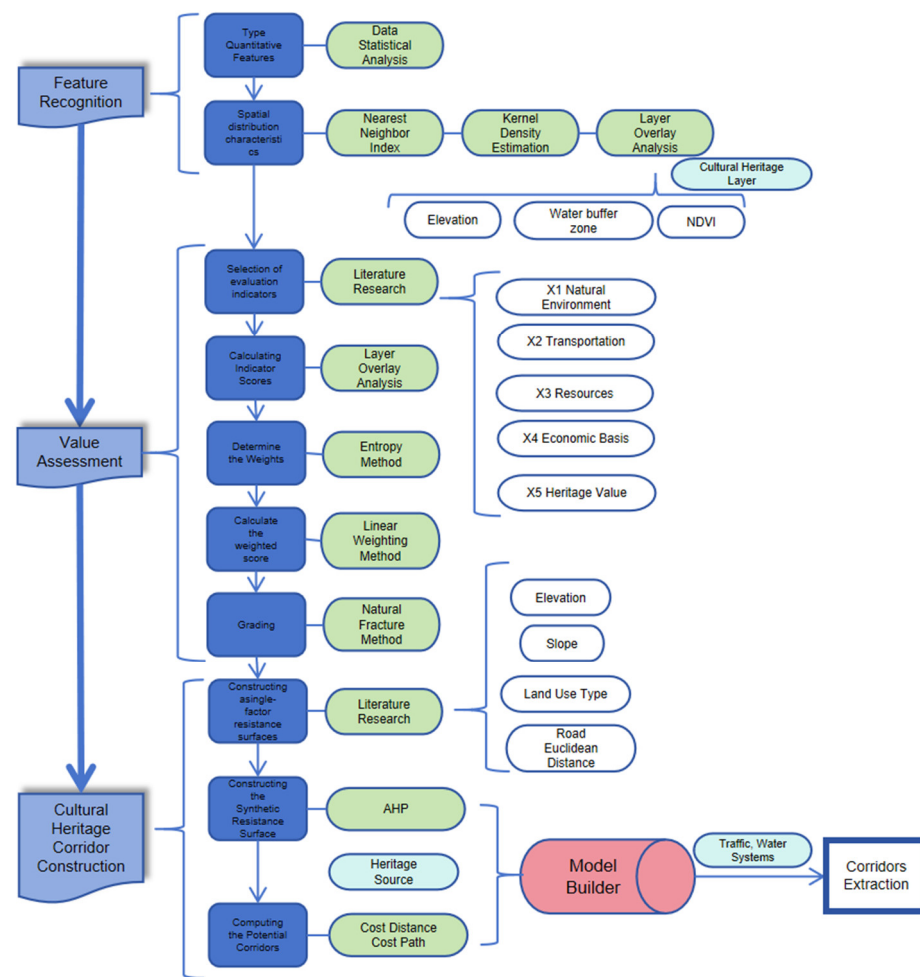 Type
Quantitative
Features
Data
Statistical
Analysis
Feature
Recognition
Spatial
distribution
characterist
ics
Nearest
Neighbor
Index
Kernel
Density
Estimation
Layer
Overlay
Analysis
Cultural Heritage
Layer
Elevation
Water buffer
zone
NDVI
Selection of
evaluation
indicators
Literature
Research
X1 Natural
Environment
X2 Transportation
Calculating
Indicator
Scores
Layer
Overlay
Analysis
X3 Resources
Value
Assessment
Determine
the Weights
Entropy
Method
X4 Economic Basis
X5 Heritage Value
Calculate
the
weighted
score
Linear
Weighting
Method
Grading
Natural
Fracture
Method
Elevation
Slope
Constructing
asingle-
factor
resistance
surfaces
Literature
Research
Land Use Type
Road
Euclidean
Distance
Cultural
Heritage
Corridor
Construction
Constructing
the
Synthetic
Resistance
Surface
AHP
Heritage
Source
Model
Builder
Traffic, Water
Systems
Corridors
Extraction
Computing
the Potential
Corridors
Cost Distance
Cost Path